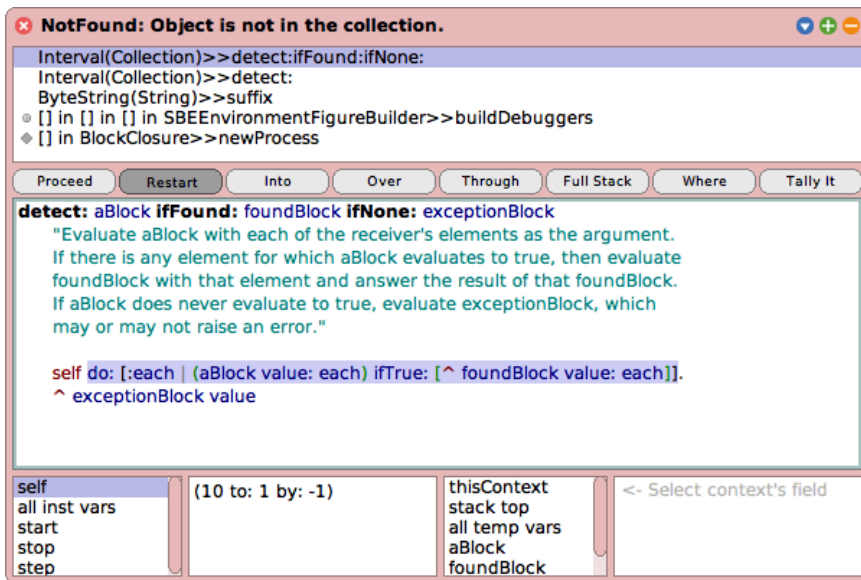 NotFound: Object is not in the collection.
Interval(Collection)>>detect:ifFound:ifNone:
Interval(Collection)>>detect:
ByteString(String)>>suffix
[] in [] in [] in SBEEnvironmentFigureBuilder>>buildDebuggers
[] in BlockClosure>>newProcess
Proceed Restart Into Over Through Full Stack Where Tally It
detect: aBlock ifFound: foundBlock ifNone: exceptionBlock
"Evaluate aBlock with each of the receiver's elements as the argument.
If there is any element for which aBlock evaluates to true, then evaluate
foundBlock with that element and answer the result of that foundBlock.
If aBlock does never evaluate to true, evaluate exceptionBlock, which
may or may not raise an error."
self do: [:each | (aBlock value: each) ifTrue: [^ foundBlock value: each]].
^ exceptionBlock value
self
all inst vars
start
stop
step
(10 to: 1 by: -1)
thisContext
stack top
all temp vars
aBlock
foundBlock
<- Select context's field